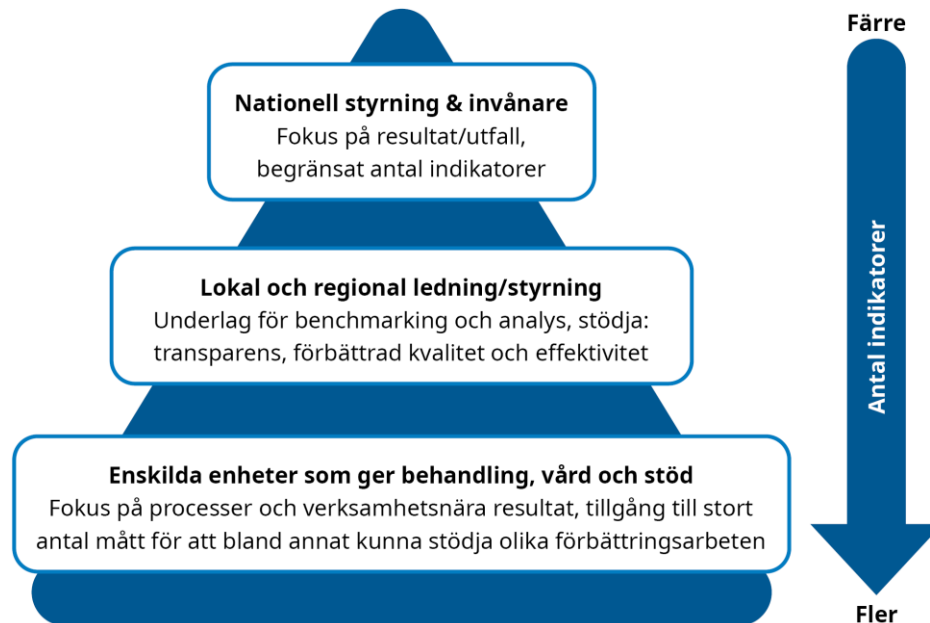 Färre
Nationell styrning & invånare
Fokus på resultat/utfall,
begränsat antal indikatorer
Lokal och regional ledning/styrning
Underlag för benchmarking och analys, stödja:
transparens, förbättrad kvalitet och effektivitet
Enskilda enheter som ger behandling, vård och stöd
Fokus på processer och verksamhetsnära resultat, tillgång till stort
antal mått för att bland annat kunna stödja olika förbättringsarbeten
Antal indikatorer
Fler